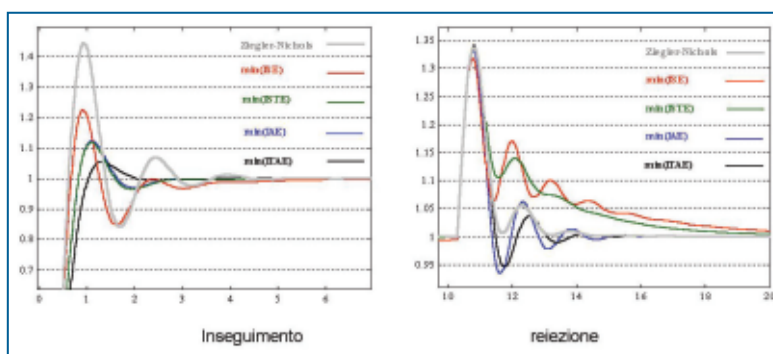 1.4
1.3
1.2
1.1
1
0.9
0.8
0.7
0 1 2 3 4 5 6
Ziegler-Nichols
min(ISE)
min(ISTE)
min(IAE)
min(ITAE)
Inseguimento
1.35
1.3
1.25
1.2
1.15
1.1
1.05
1
0.95
10 12 14 16 18 20
Ziegler-Nichols
min(ISE)
min(ISTE)
min(IAE)
min(ITAE)
reiezione